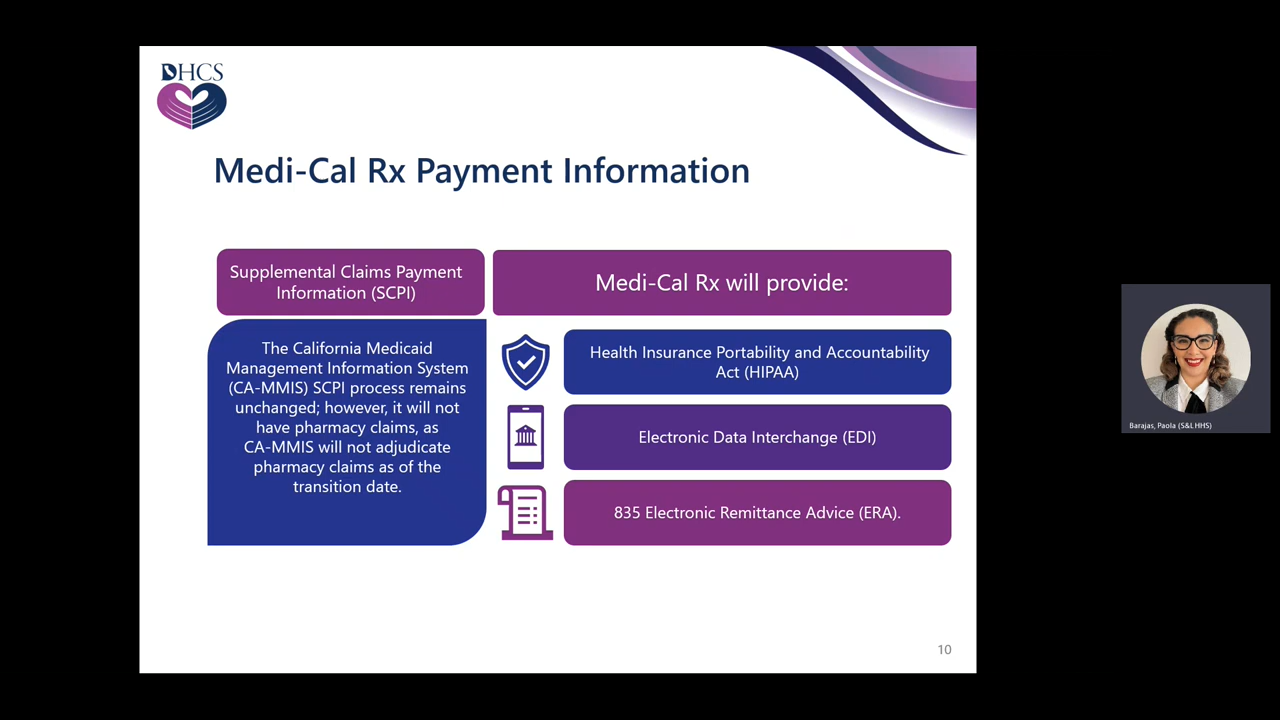 DHCS
Medi-Cal Rx Payment Information
Supplemental Claims Payment
Information (SCPI)
The California Medicaid
Management Information System
(CA-MMIS) SCPI process remains
unchanged; however, it will not
have pharmacy claims, as
CA-MMIS will not adjudicate
pharmacy claims as of the
transition date.
Medi-Cal Rx will provide:
Health Insurance Portability and Accountability
Act (HIPAA)
Electronic Data Interchange (EDI)
835 Electronic Remittance Advice (ERA).
10
Barajas, Paola (S&L HHS)